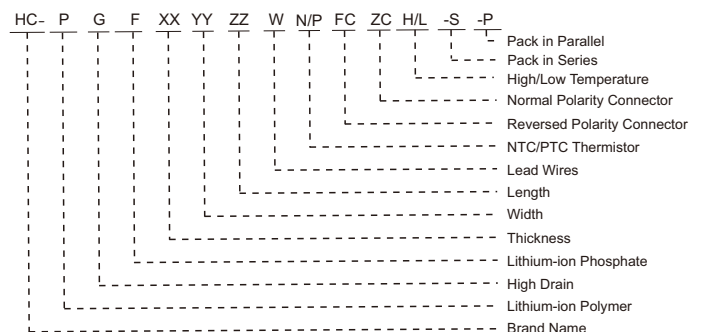 HC- P G F XX YY ZZ W N/P FC ZC H/L -S -P
Pack in Parallel
Pack in Series
High/Low Temperature
Normal Polarity Connector
Reversed Polarity Connector
NTC/PTC Thermistor
Lead Wires
Length
Width
Thickness
Lithium-ion Phosphate
High Drain
Lithium-ion Polymer
Brand Name